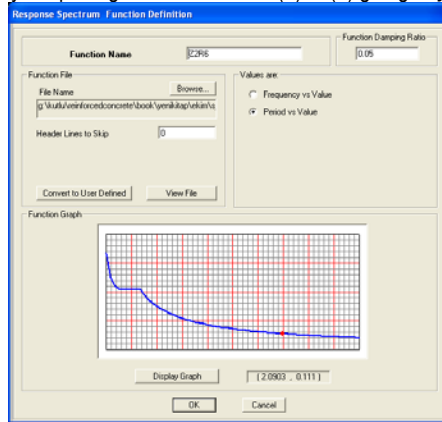 Response Spectrum Function Definition
Function Damping Ratio
Function Name
Z2R6
0.05
Function File
Values are:
File Name
Browse...
Frequency vs Value
Period vs Value
Header Lines to Skip
0
Convert to User Defined
View File
Function Graph
Display Graph
(2.0903 , 0.111)
OK
Cancel